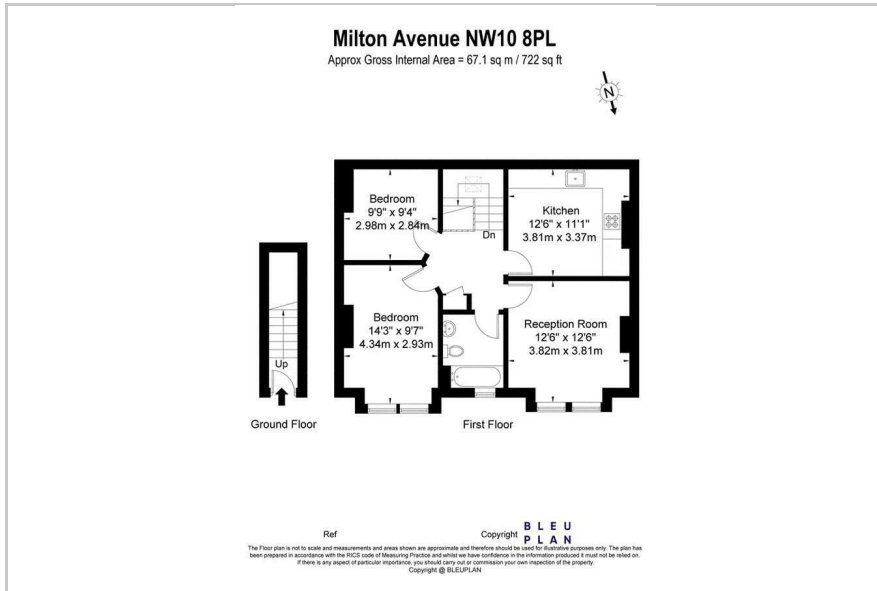 Milton Avenue NW10 8PL
Approx Gross Internal Area = 67.1 sq m / 722 sq ft
N
Bedroom
9'9" x 9'4"
2.98m x 2.84m
Dn
Kitchen
12'6" x 11'1"
3.81m x 3.37m
Bedroom
14'3" x 9'7"
4.34m x 2.93m
Reception Room
12'6" x 12'6"
3.82m x 3.81m
Up
Ground Floor
First Floor
Ref
Copyright
BLEU
PLAN
The Floor plan is not to scale and measurements and areas shown are approximate and therefore should be used for illustrative purposes only. The plan has
been prepared in accordance with the RICS code of Measuring Practice and whilst we have confidence in the information produced it must not be relied on.
If there is any aspect of particular importance, you should carry out or commission your own inspection of the property.
Copyright @ BLEUPLAN